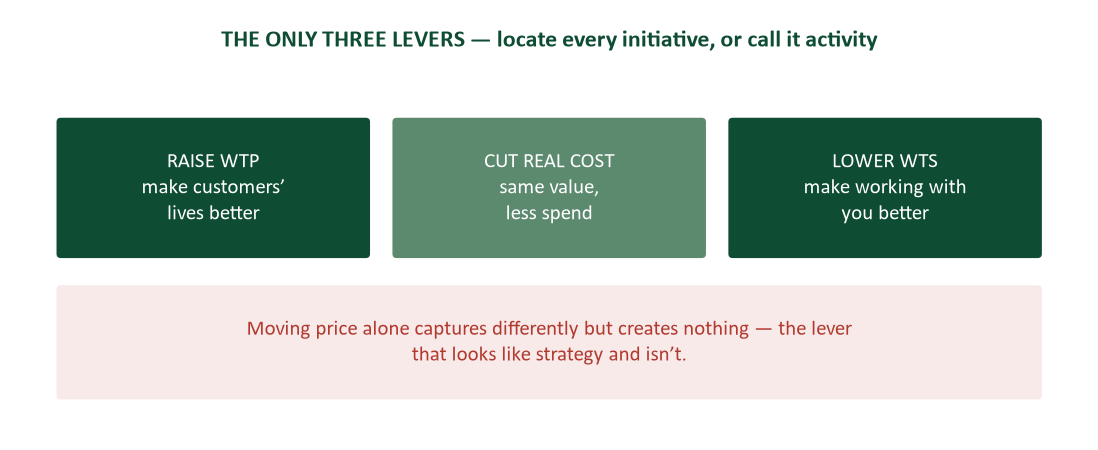 THE ONLY THREE LEVERS — locate every initiative, or call it activity
RAISE WTP
make customers’
lives better
CUT REAL COST
same value,
less spend
LOWER WTS
make working with
you better
Moving price alone captures differently but creates nothing — the lever
that looks like strategy and isn’t.